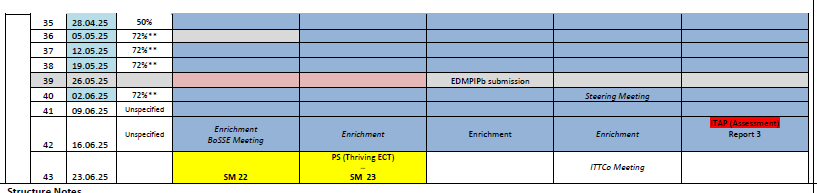 35 28.04.25 50%
36 05.05.25 72%**
37 12.05.25 72%**
38 19.05.25 72%**
39 26.05.25 EDMPIPb submission
40 02.06.25 72%** Steering Meeting
41 09.06.25 Unspecified
TAP (Assessment)
Unspecified Enrichment Enrichment Enrichment Enrichment Report 3
BoSSE Meeting
42 16.06.25
PS (Thriving ECT)
ITTCo Meeting
43 23.06.25 SM 22 SM 23
Structure Notes